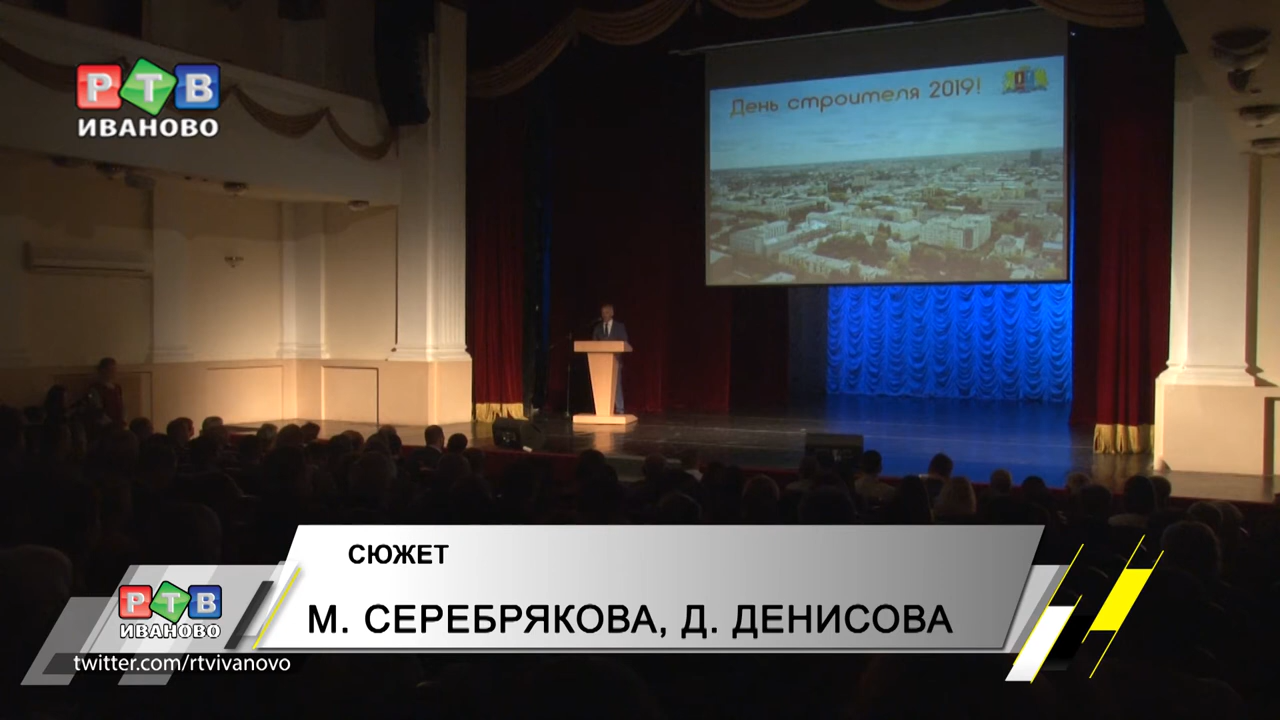 РТВ
ИВАНОВО
День строителя 2019!
СЮЖЕТ
М. СЕРЕБРЯКОВА, Д. ДЕНИСОВА
РТВ
ИВАНОВО
twitter.com/rtvivanovo